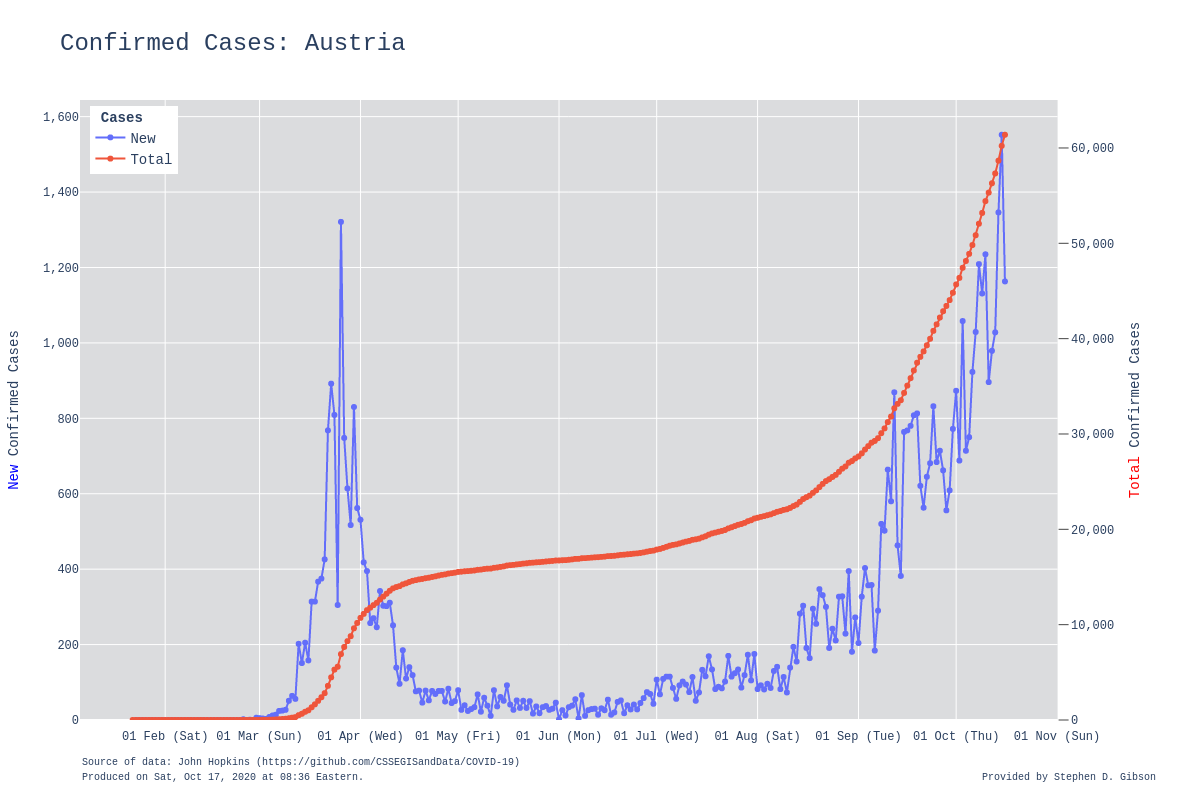 Confirmed Cases: Austria
Cases
New
Total
1,600
1,400
1,200
1,000
800
600
400
200
0
New Confirmed Cases
60,000
50,000
40,000
30,000
20,000
10,000
0
Total Confirmed Cases
01 Feb (Sat) 01 Mar (Sun) 01 Apr (Wed) 01 May (Fri) 01 Jun (Mon) 01 Jul (Wed) 01 Aug (Sat) 01 Sep (Tue) 01 Oct (Thu) 01 Nov (Sun)
Source of data: John Hopkins (https://github.com/CSSEGISandData/COVID-19)
Produced on Sat, Oct 17, 2020 at 08:36 Eastern.
Provided by Stephen D. Gibson